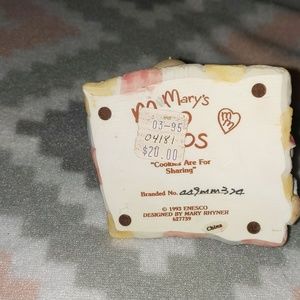 Mary's
M
os
03-95
04181
$20.00
"Cookies Are For
Sharing"
Branded No.
© 1993 ENESCO
DESIGNED BY MARY RHYNER
627739
China